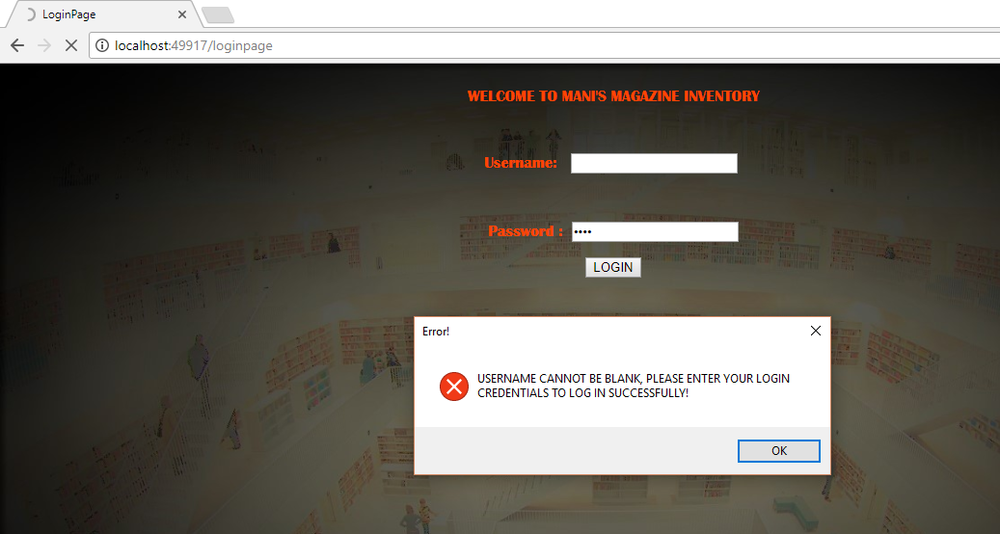 LoginPage
localhost:49917/loginpage
WELCOME TO MANI'S MAGAZINE INVENTORY
Username:
Password :
••••
LOGIN
Error!
USERNAME CANNOT BE BLANK, PLEASE ENTER YOUR LOGIN
CREDENTIALS TO LOG IN SUCCESSFULLY!
OK